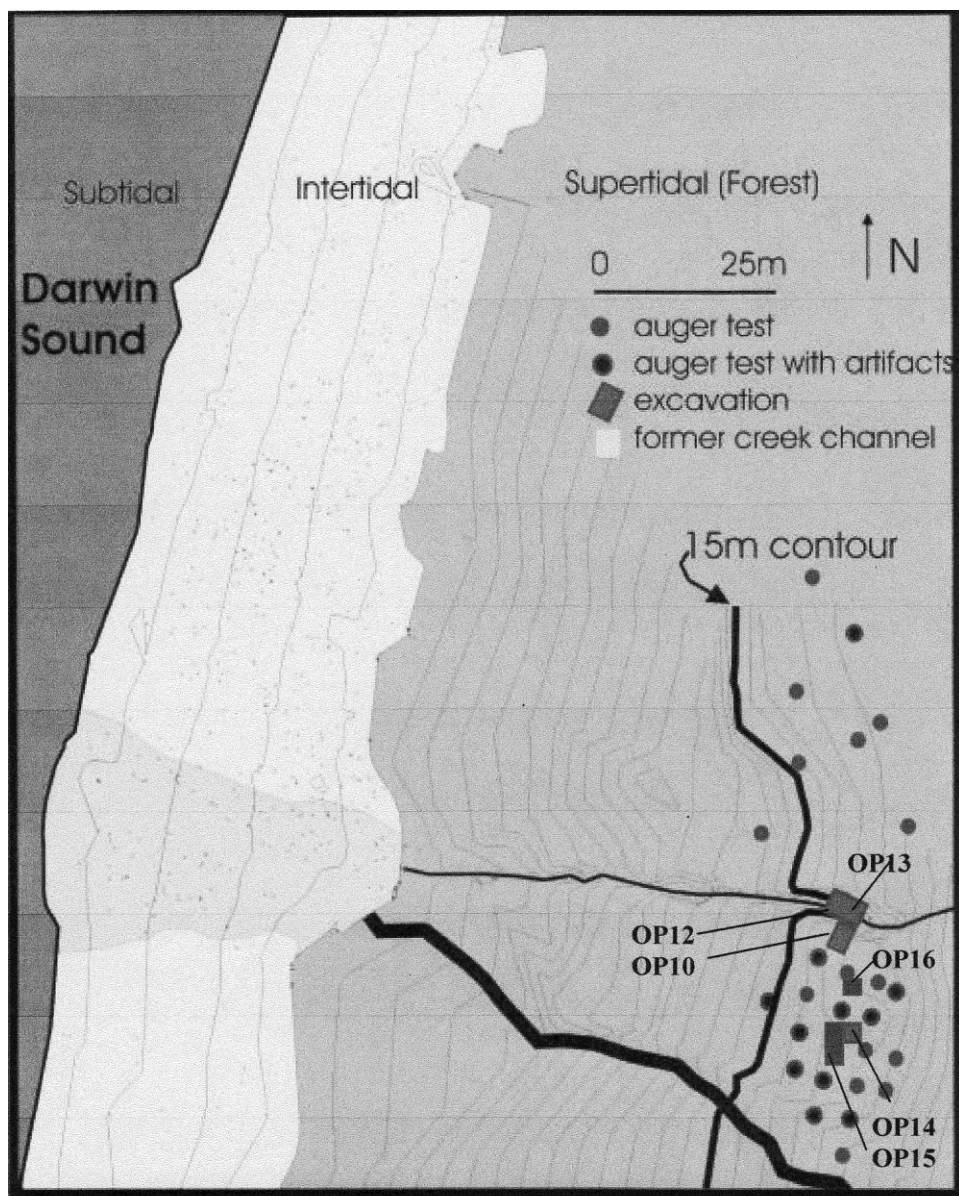 Subtidal
Intertidal
Supertidal (Forest)
Darwin
Sound
0 25m
N
auger test
auger test with artifacts
excavation
former creek channel
15m contour
OP13
OP12
OP10
OP16
OP14
OP15